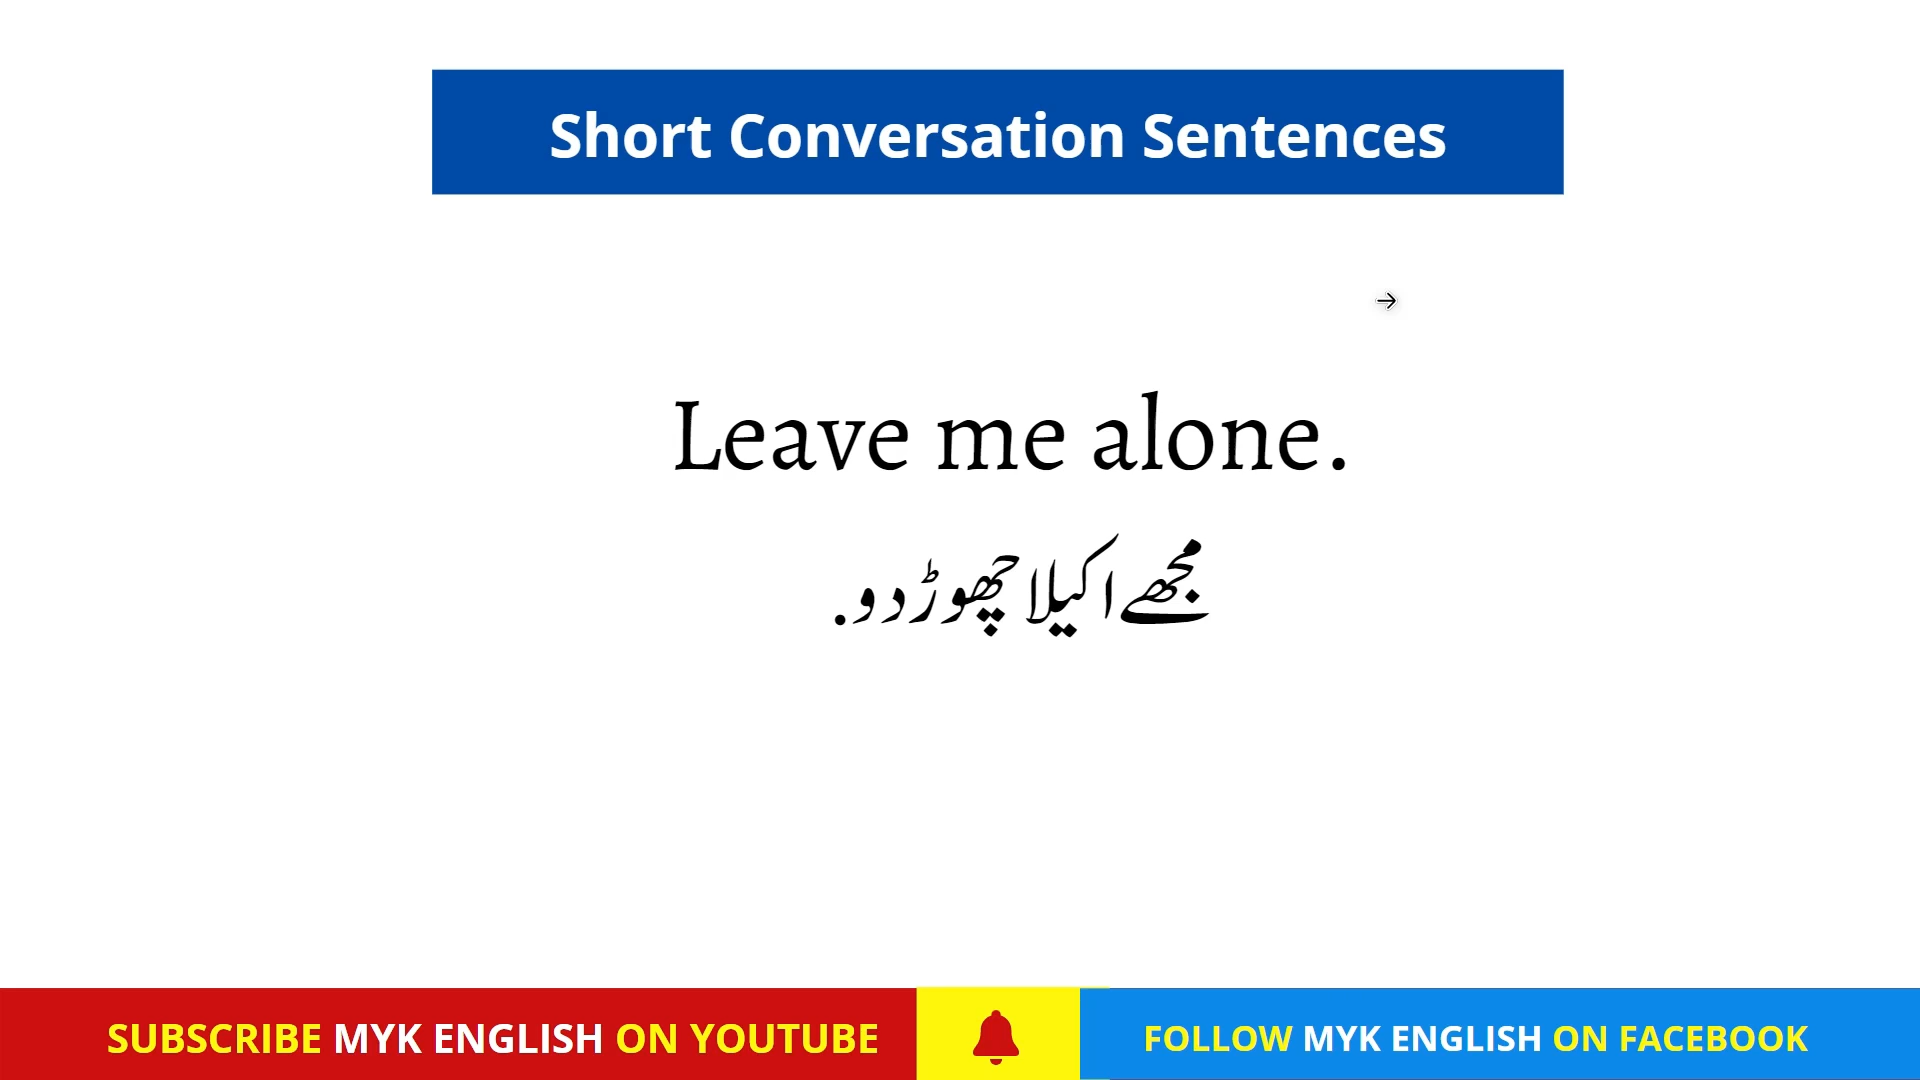 Short Conversation Sentences
Leave me alone.
مجھے اکیلا چھوڑ دو.
SUBSCRIBE MYK ENGLISH ON YOUTUBE
FOLLOW MYK ENGLISH ON FACEBOOK